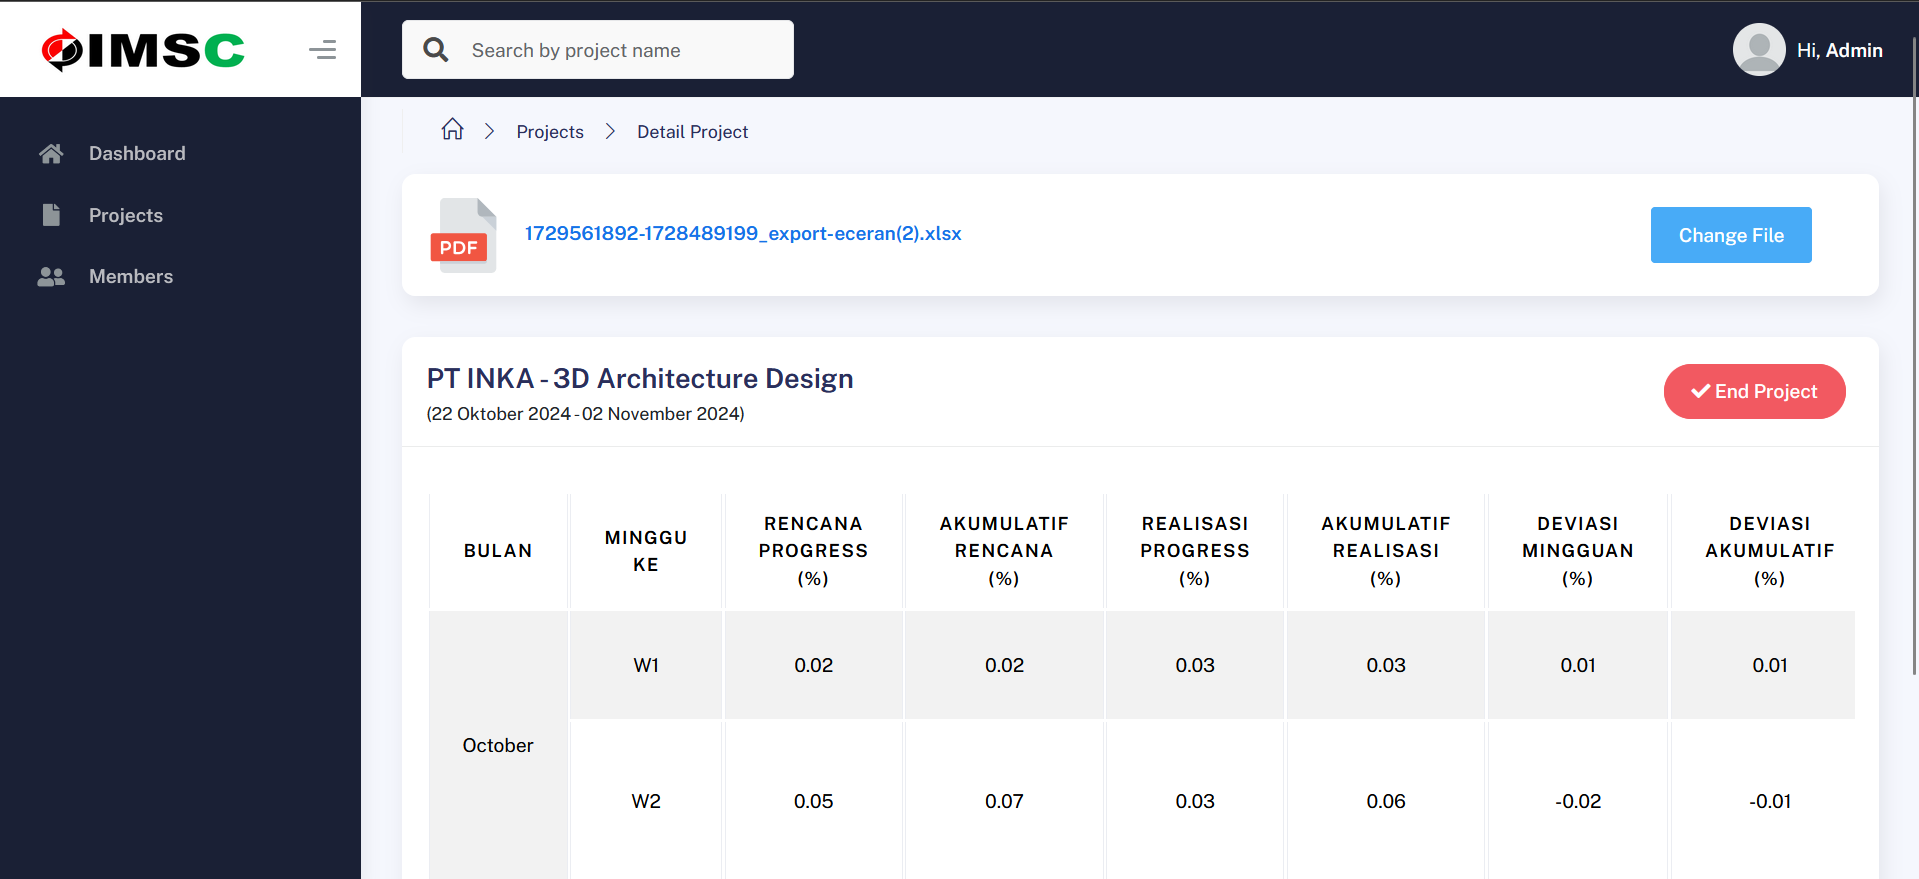 IMSC
Search by project name
Hi, Admin
Dashboard
Projects
Members
Projects
Detail Project
PDF
1729561892-1728489199_export-eceran(2).xlsx
Change File
PT INKA - 3D Architecture Design
(22 Oktober 2024 - 02 November 2024)
End Project
BULAN
MINGGU
KE
RENCANA
PROGRESS
(%)
AKUMULATIF
RENCANA
(%)
REALISASI
PROGRESS
(%)
AKUMULATIF
REALISASI
(%)
DEVIASI
MINGGUAN
(%)
DEVIASI
AKUMULATIF
(%)
October
W1 0.02 0.02 0.03 0.03 0.01 0.01
W2 0.05 0.07 0.03 0.06 -0.02 -0.01